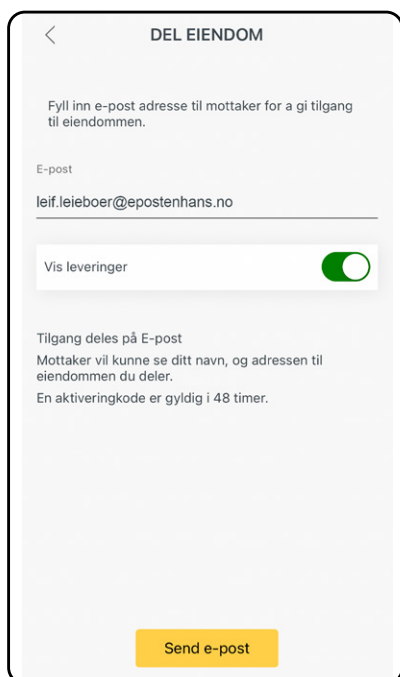 DEL EIENDOM
Fyll inn e-post adresse til mottaker for a gi tilgang
til eiendommen.
E-post
leif.leieboer@epostenhans.no
Vis leveringer
Tilgang deles på E-post
Mottaker vil kunne se ditt navn, og adressen til
eiendommen du deler.
En aktiveringkode er gyldig i 48 timer.
Send e-post